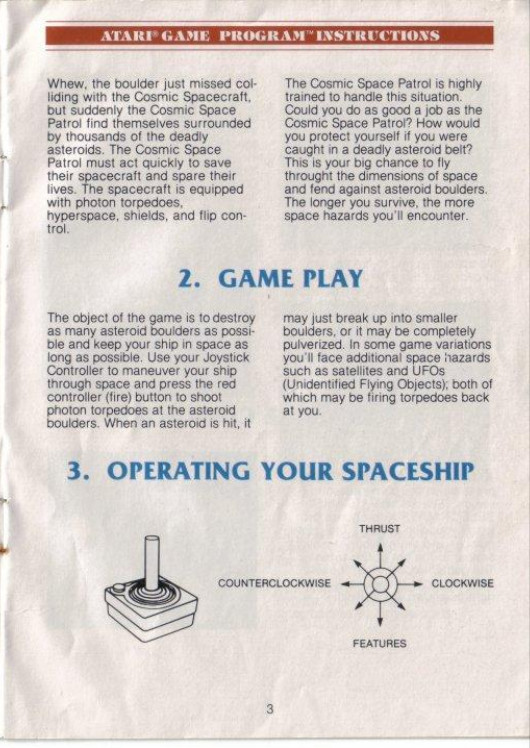 ATARI® GAME PROGRAM™ INSTRUCTIONS
Whew, the boulder just missed col-
liding with the Cosmic Spacecraft,
but suddenly the Cosmic Space
Patrol find themselves surrounded
by thousands of the deadly
asteroids. The Cosmic Space
Patrol must act quickly to save
their spacecraft and spare their
lives. The spacecraft is equipped
with photon torpedoes,
hyperspace, shields, and flip con-
trol.
The Cosmic Space Patrol is highly
trained to handle this situation.
Could you do as good a job as the
Cosmic Space Patrol? How would
you protect yourself if you were
caught in a deadly asteroid belt?
This is your big chance to fly
throught the dimensions of space
and fend against asteroid boulders.
The longer you survive, the more
space hazards you'll encounter.
2. GAME PLAY
The object of the game is to destroy
as many asteroid boulders as possi-
ble and keep your ship in space as
long as possible. Use your Joystick
Controller to maneuver your ship
through space and press the red
controller (fire) button to shoot
photon torpedoes at the asteroid
boulders. When an asteroid is hit, it
may just break up into smaller
boulders, or it may be completely
pulverized. In some game variations
you'll face additional space hazards
such as satellites and UFOs
(Unidentified Flying Objects); both of
which may be firing torpedoes back
at you.
3. OPERATING YOUR SPACESHIP
THRUST
COUNTERCLOCKWISE
CLOCKWISE
FEATURES
3